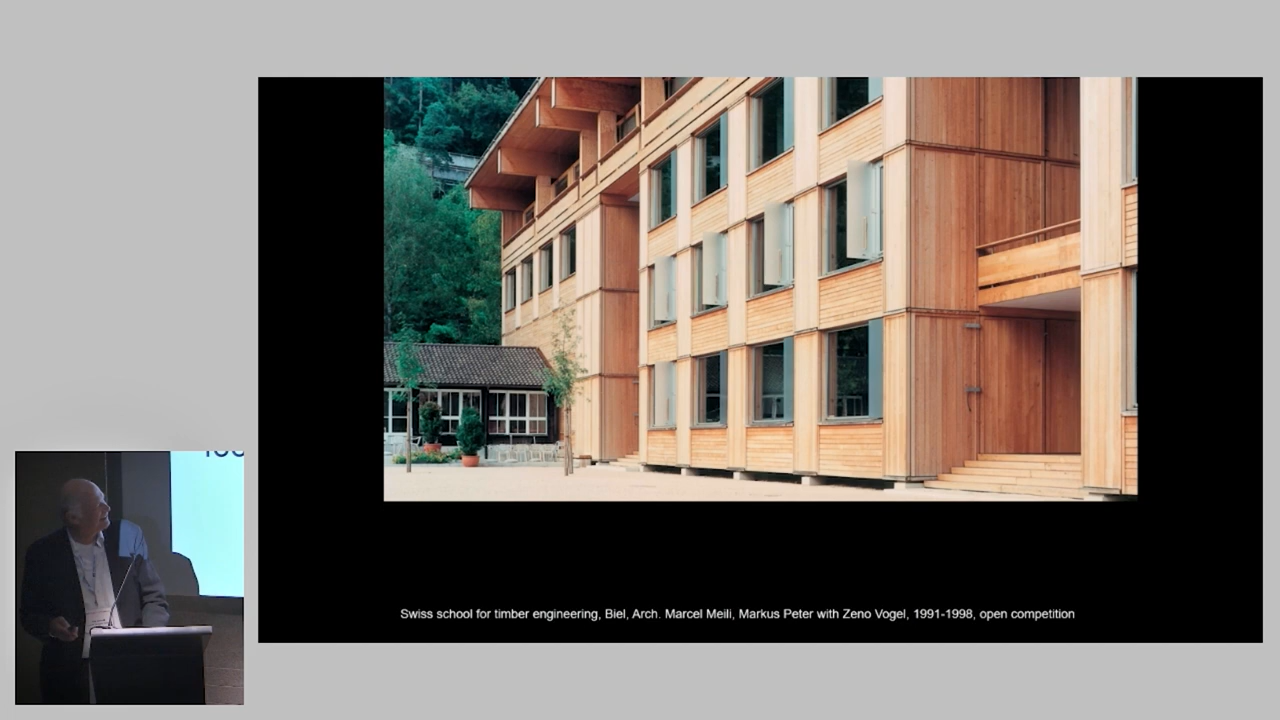 Swiss school for timber engineering, Biel, Arch. Marcel Meili, Markus Peter with Zeno Vogel, 1991-1998, open competition